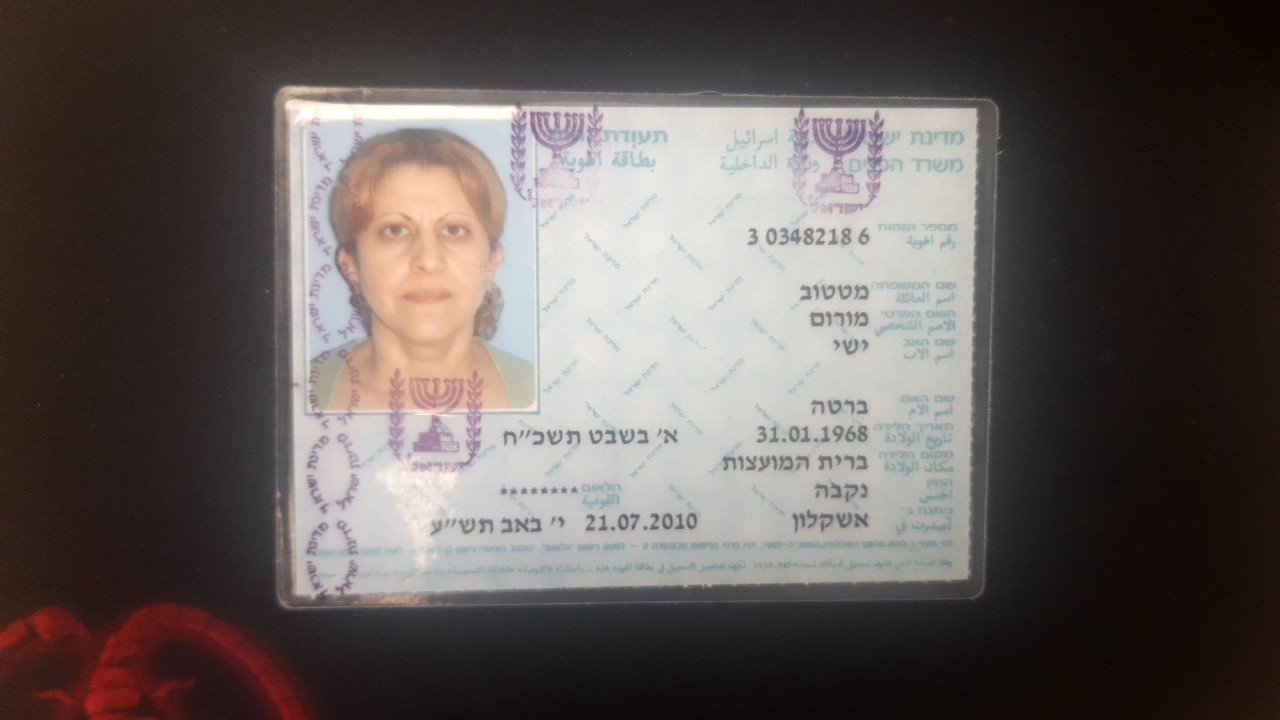 מדינת ישראל اسرائيل
תעודת
משרד הפנים وزارة الداخلية
بطاقة الهوية
ישראל
מספר הזהות 3 0348218 6
رقم الهوية
שם המשפחה מטטוב
اسم العائلة
השם הפרטי מורום
الاسم الشخصي
שם האב ישי
اسم الاب
שם האם ברטה
اسم الام
תאריך הלידה 31.01.1968 א' בשבט תשכ"ח
تاريخ الولادة
מקום הלידה ברית המועצות
مكان الولادة
המין נקבה
الجنس
הלאום ********
القومية
ניתנה ב- אשקלון 21.07.2010 י' באב תש"ע
أصدرت في
מדינת ישראל